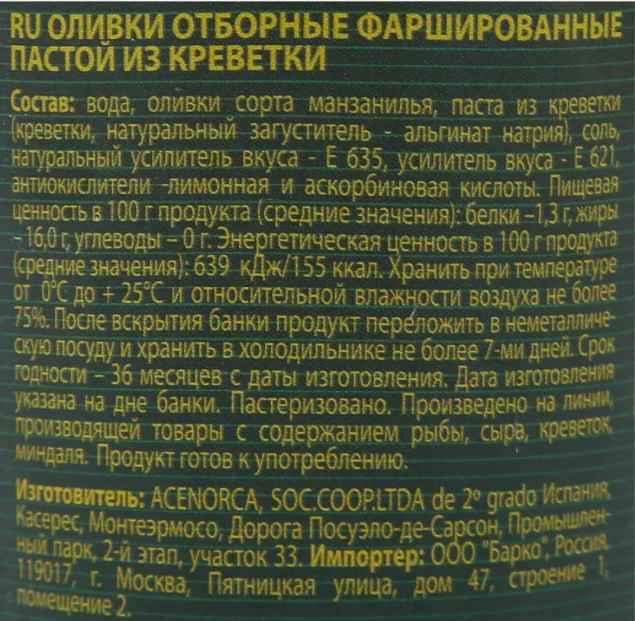 RU ОЛИВКИ ОТБОРНЫЕ ФАРШИРОВАННЫЕ
ПАСТОЙ ИЗ КРЕВЕТКИ
Состав: вода, оливки сорта манзанилья, паста из креветки
(креветки, натуральный загуститель - альгинат натрия), соль,
натуральный усилитель вкуса - Е 635, усилитель вкуса - Е 621,
антиокислители -лимонная и аскорбиновая кислоты. Пищевая
ценность в 100 г продукта (средние значения): белки –1,3 г, жиры
– 16,0 г, углеводы – 0 г. Энергетическая ценность в 100 г продукта
(средние значения): 639 кДж/155 ккал. Хранить при температуре
от 0°С до + 25°С и относительной влажности воздуха не более
75%. После вскрытия банки продукт переложить в неметалличе-
скую посуду и хранить в холодильнике не более 7-ми дней. Срок
годности – 36 месяцев с даты изготовления. Дата изготовления
указана на дне банки. Пастеризовано. Произведено на линии,
производящей товары с содержанием рыбы, сыра, креветок,
миндаля. Продукт готов к употреблению.
Изготовитель: ACENORCA, SOC.COOP.LTDA de 2º grado Испания,
Касерес, Монтеэрмосо, Дорога Посуэло-де-Сарсон, Промышлен-
ный парк, 2-й этап, участок 33. Импортер: ООО "Барко", Россия,
119017, г. Москва, Пятницкая улица, дом 47, строение 1,
помещение 2.